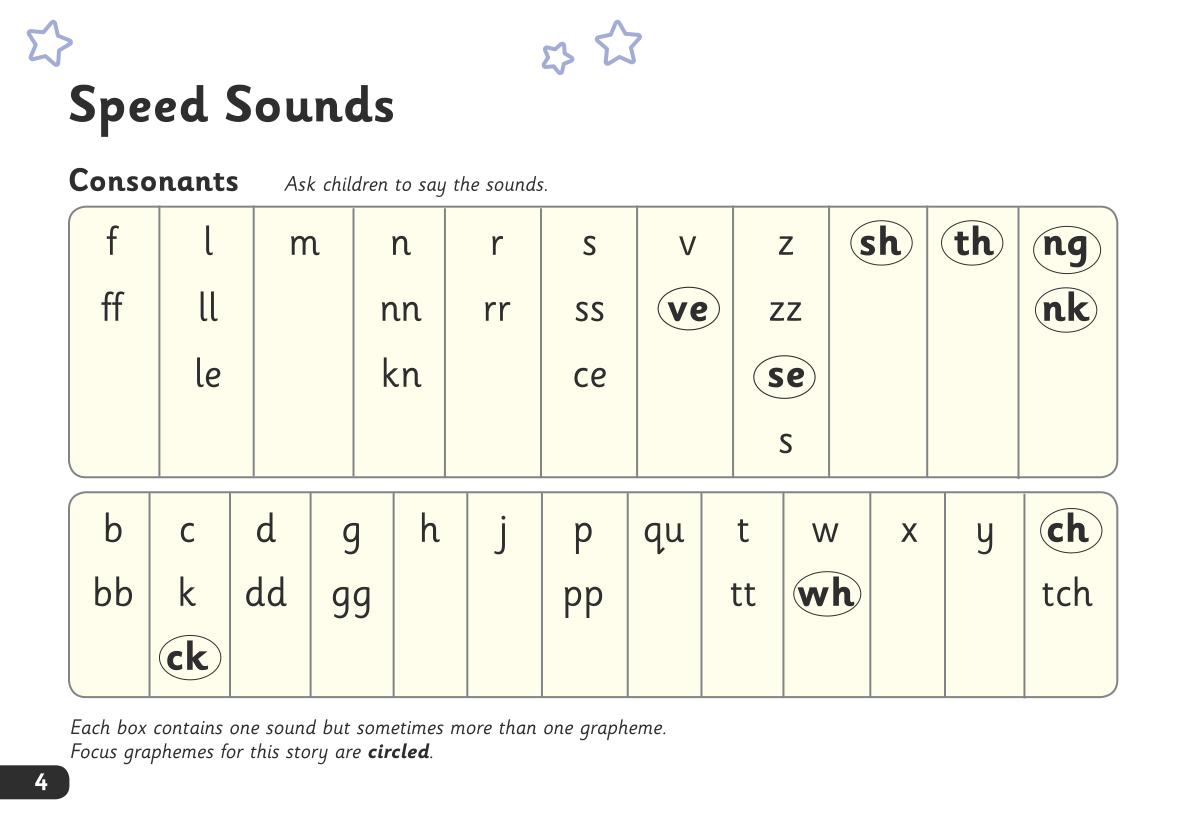 Speed Sounds
Consonants Ask children to say the sounds.
f l m n r s v z sh th ng
ff ll nn rr ss ve zz nk
le kn ce se
s
b c d g h j p qu t w x y ch
bb k dd gg pp tt wh tch
ck
Each box contains one sound but sometimes more than one grapheme.
Focus graphemes for this story are circled.
4